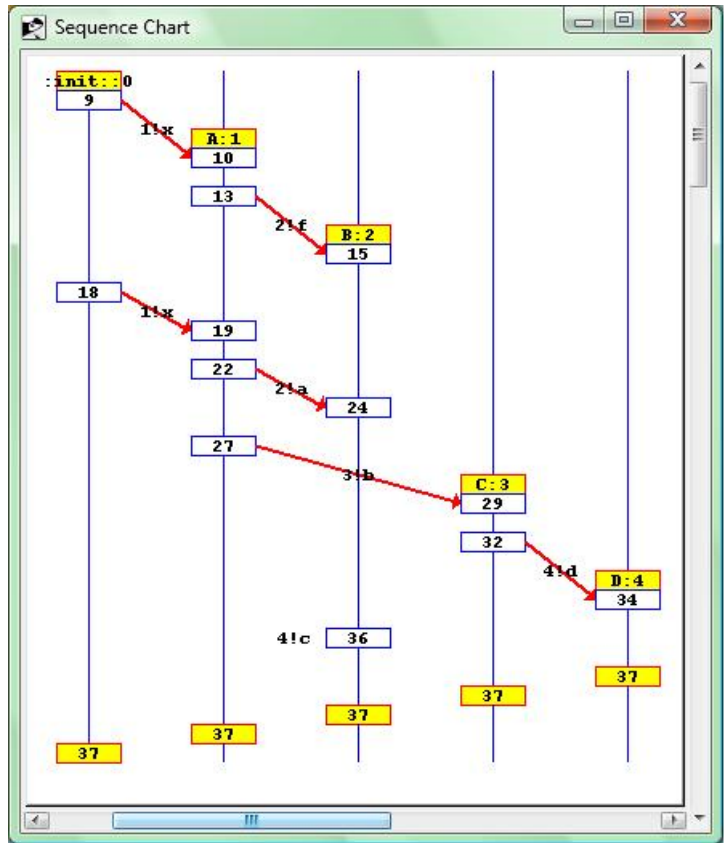 Sequence Chart
:init::0
9
1!x
A:1
10
13
2!f
B:2
15
18
1!x
19
22
2!a
24
27
3!b
C:3
29
32
4!d
D:4
34
4!c
36
37
37
37
37
37